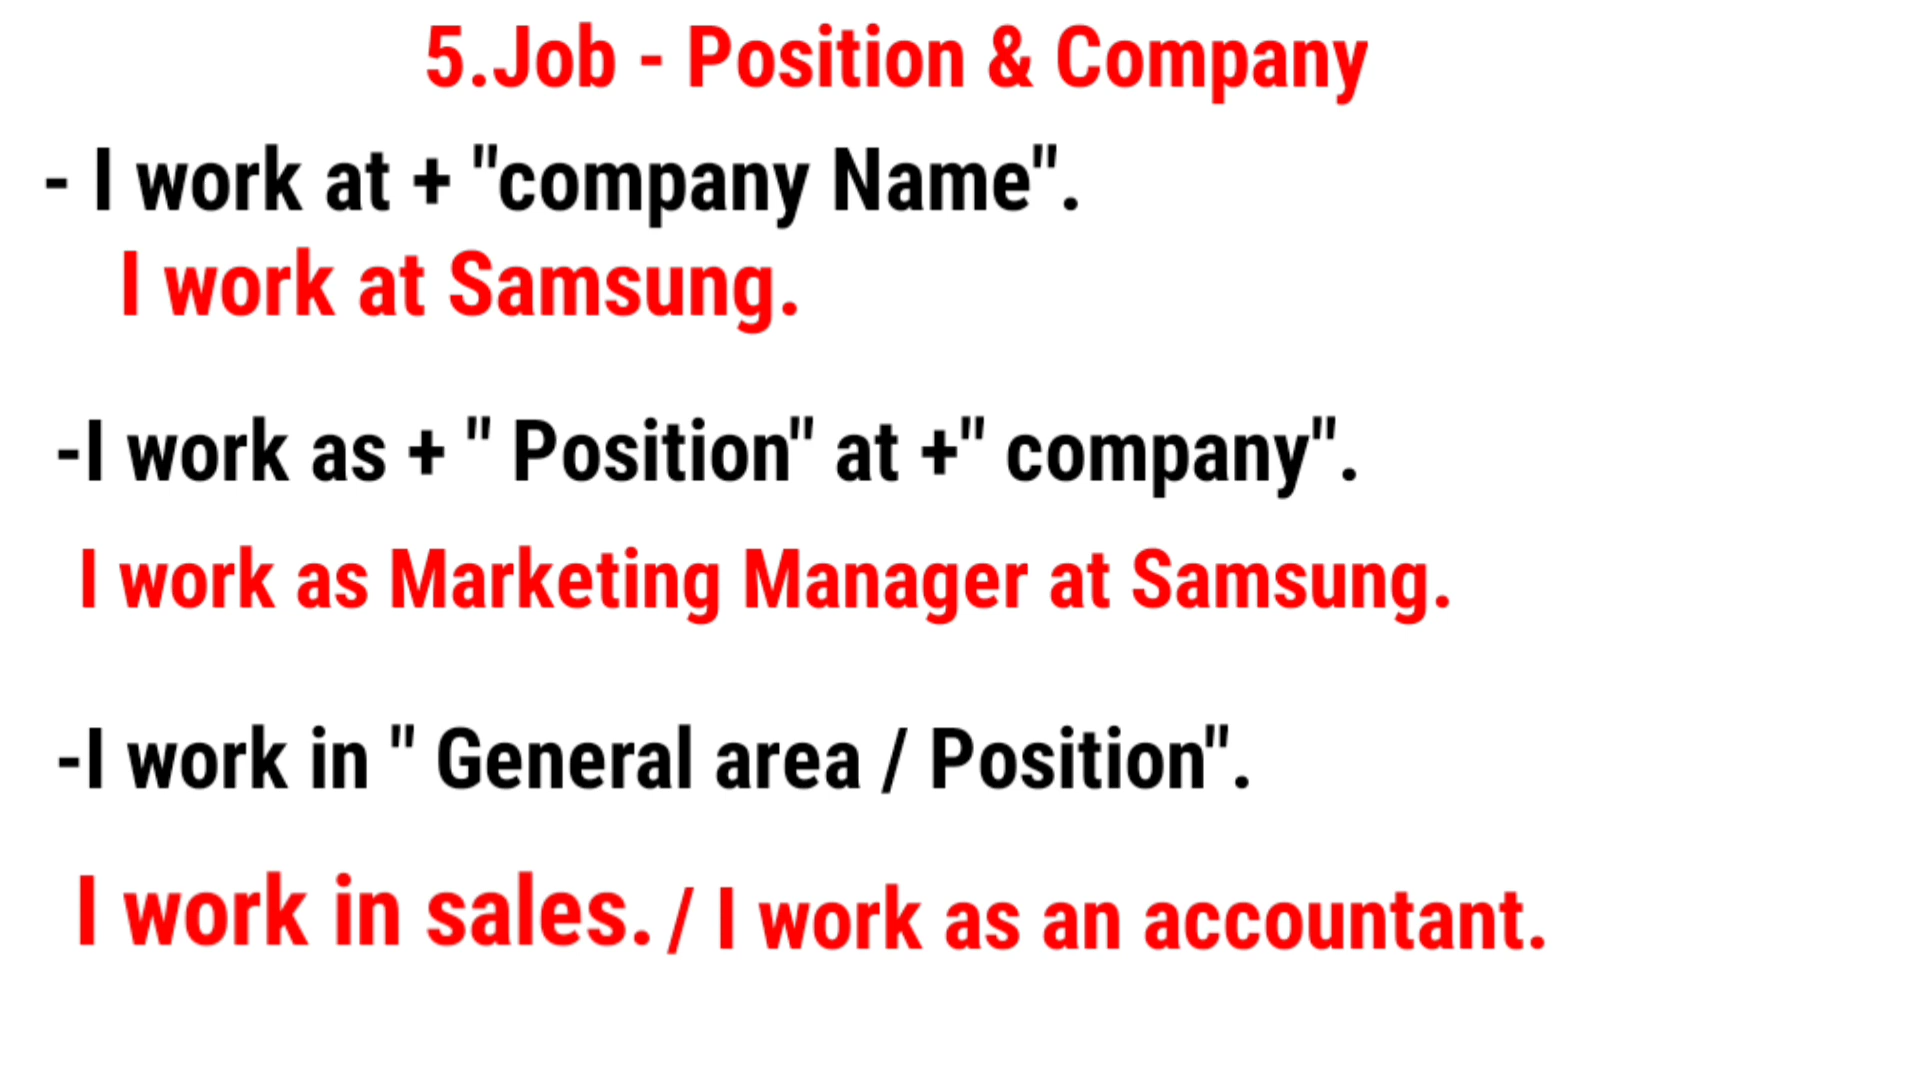 5.Job - Position & Company
- I work at + "company Name".
I work at Samsung.
-I work as + " Position" at +" company".
I work as Marketing Manager at Samsung.
-I work in " General area / Position".
I work in sales. / I work as an accountant.